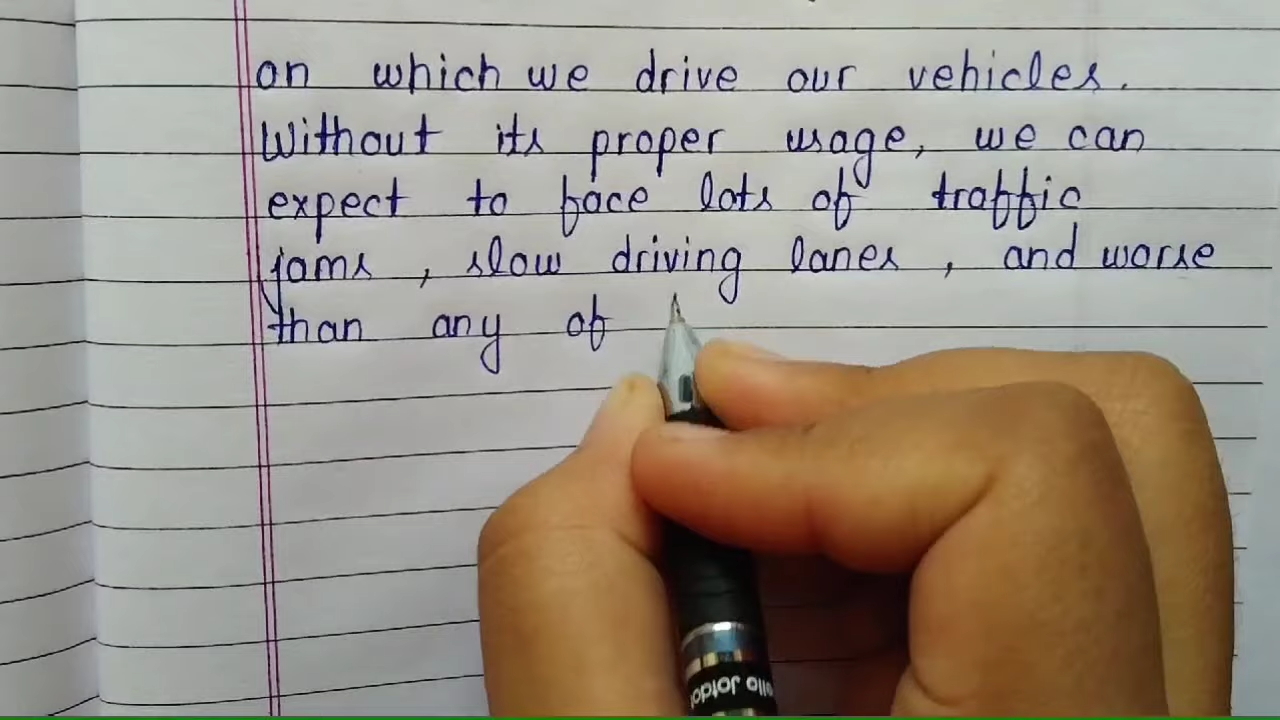 on which we drive our vehicles.
Without its proper usage, we can
expect to face lots of traffic
jams, slow driving lanes, and worse
than any of